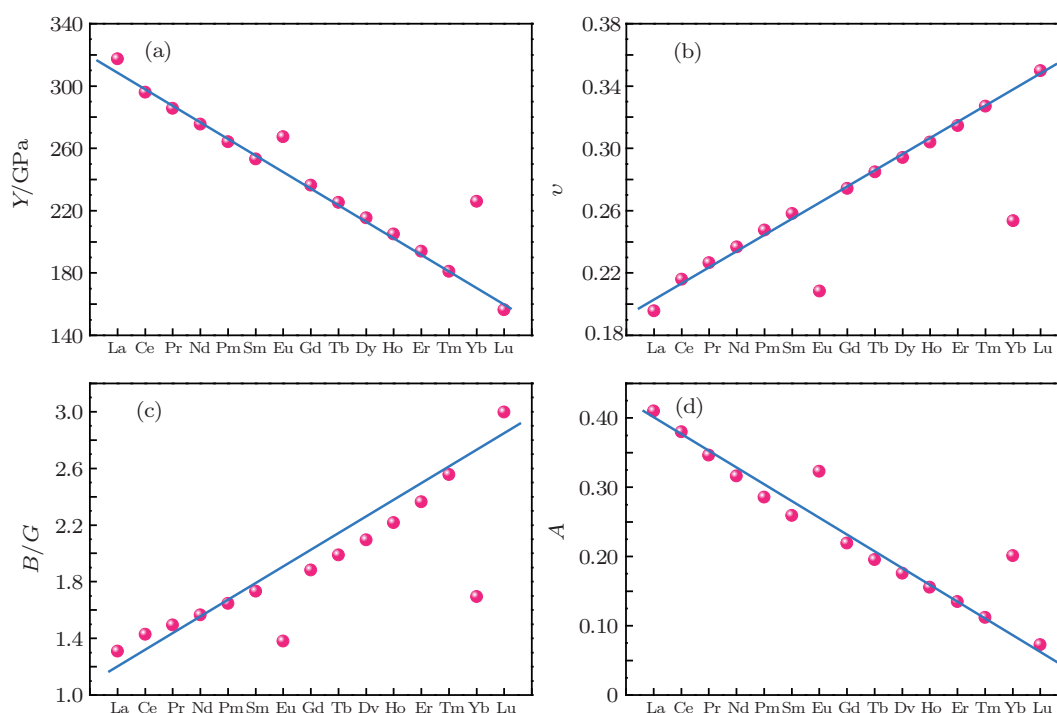 (a)
Y/GPa
340
300
260
220
180
140
La Ce Pr Nd Pm Sm Eu Gd Tb Dy Ho Er Tm Yb Lu
(b)
υ
0.38
0.34
0.30
0.26
0.22
0.18
La Ce Pr Nd Pm Sm Eu Gd Tb Dy Ho Er Tm Yb Lu
(c)
B/G
3.0
2.6
2.2
1.8
1.4
1.0
La Ce Pr Nd Pm Sm Eu Gd Tb Dy Ho Er Tm Yb Lu
(d)
A
0.40
0.30
0.20
0.10
0
La Ce Pr Nd Pm Sm Eu Gd Tb Dy Ho Er Tm Yb Lu